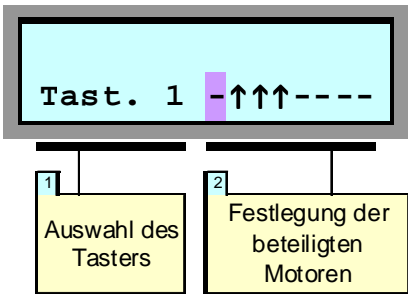 Tast. 1 -↑↑↑----
1
Auswahl des
Tasters
2
Festlegung der
beteiligten
Motoren